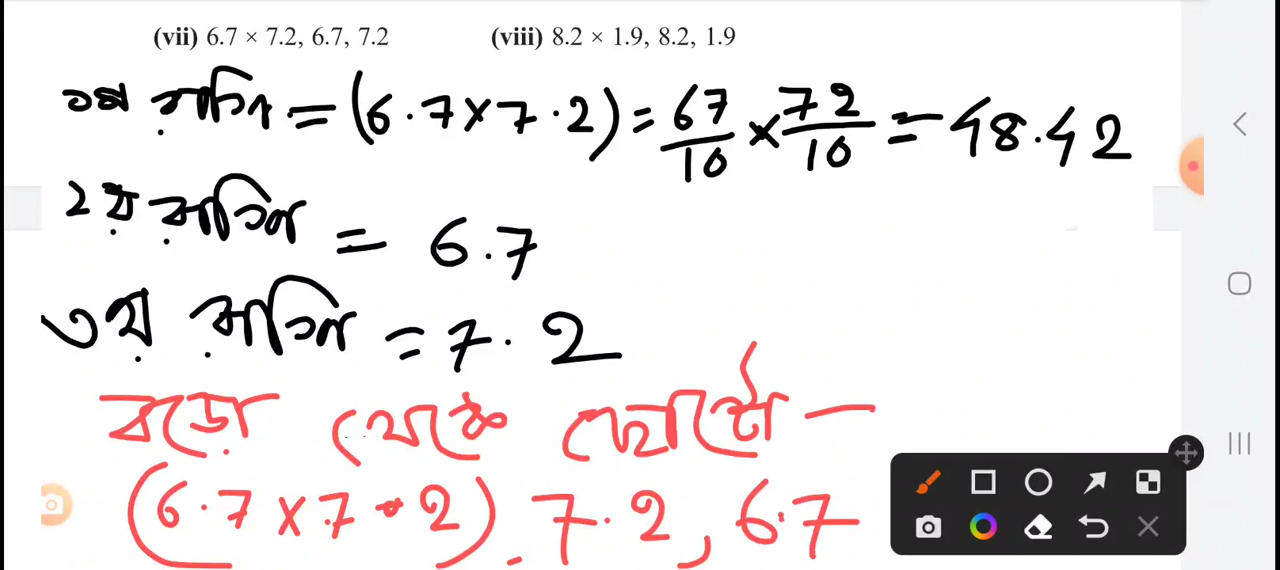 (vii) 6.7 × 7.2, 6.7, 7.2 (viii) 8.2 × 1.9, 8.2, 1.9
১ম রাশি = (6.7×7.2) = 67/10 × 72/10 = 48.42
২য় রাশি = 6.7
৩য় রাশি = 7.2
বড়ো থেকে ছোটো —
(6.7 × 7.2), 7.2, 6.7